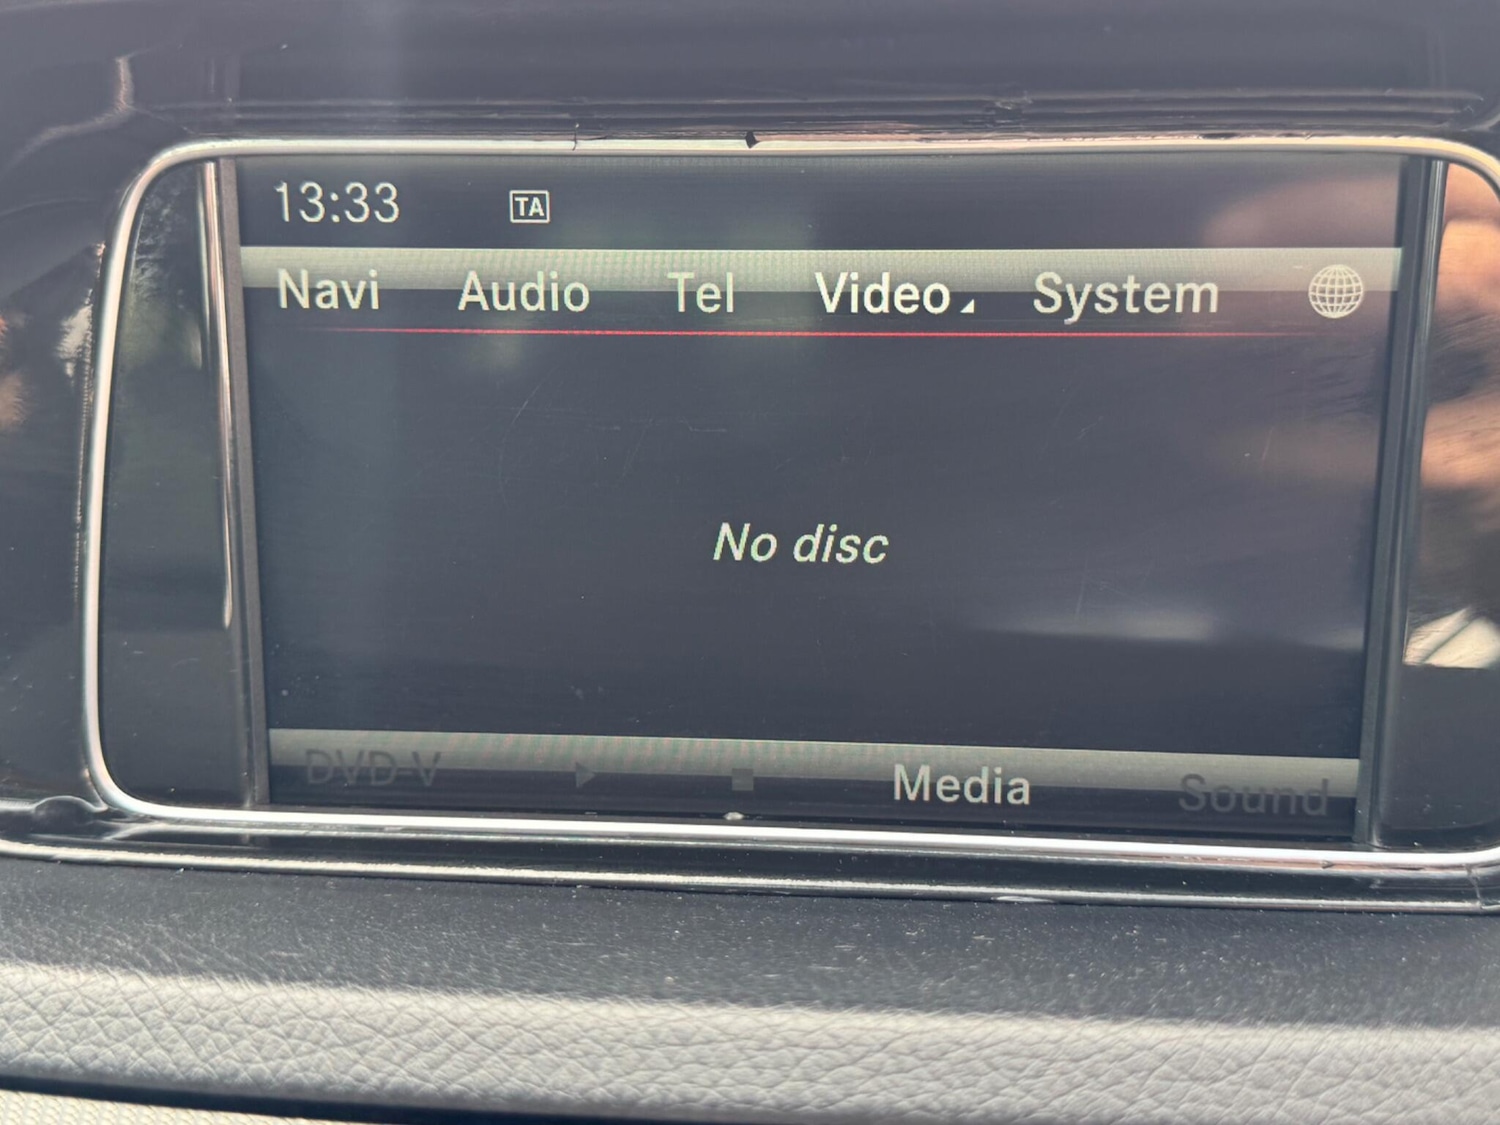 13:33 TA
Navi Audio Tel Video System
No disc
DVD-V Media Sound